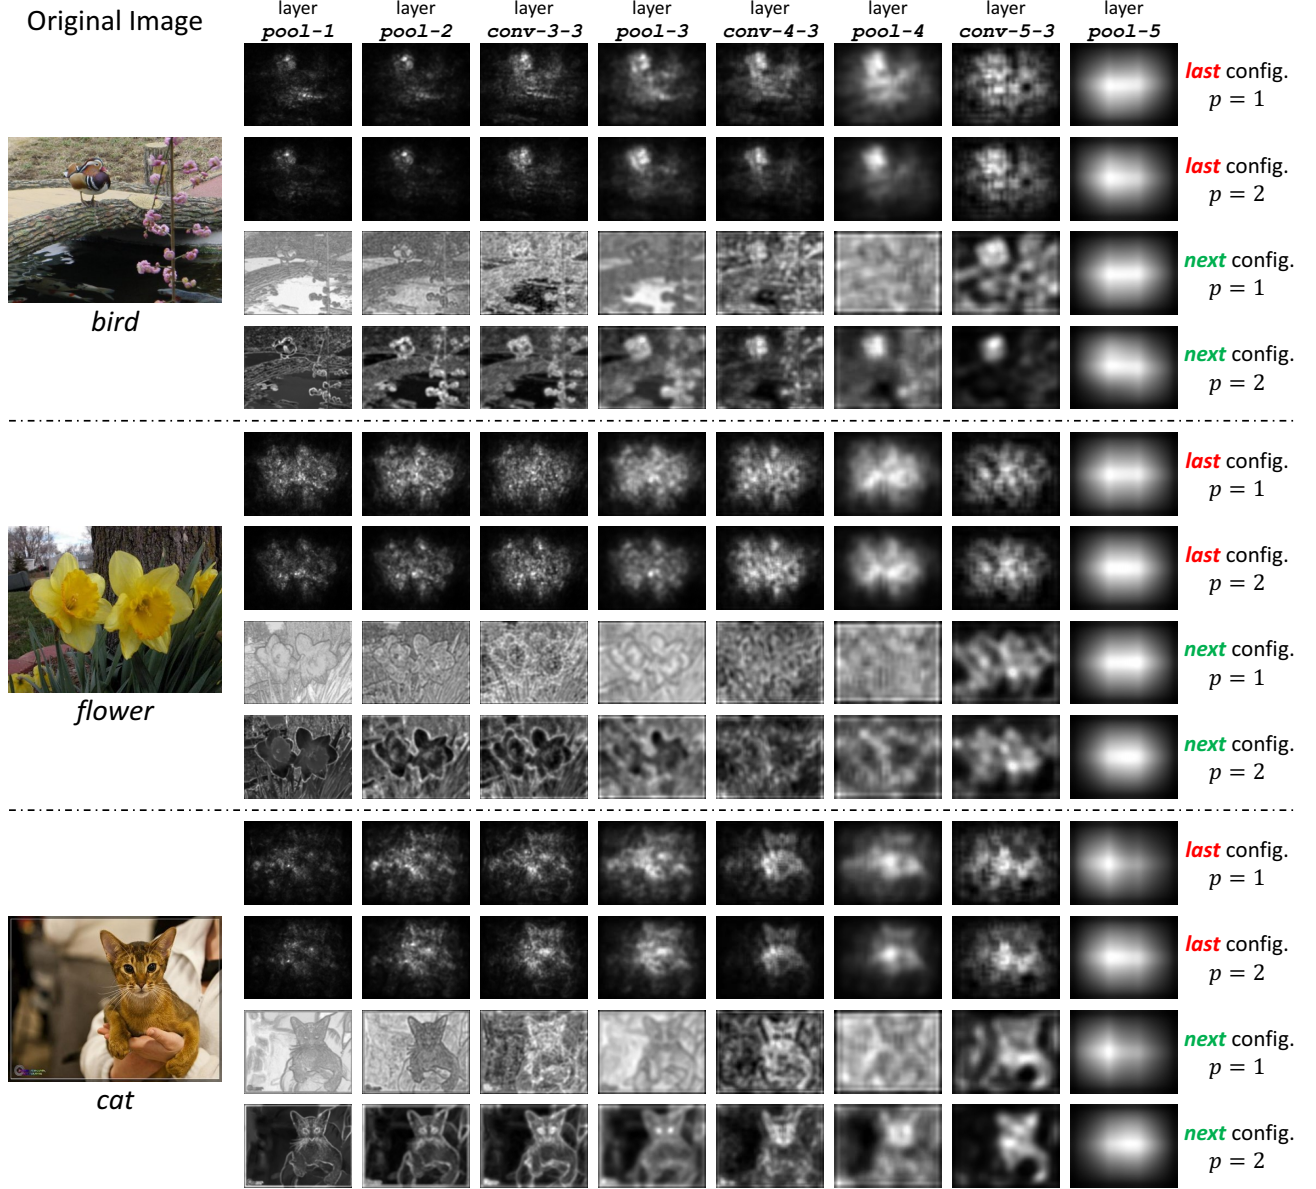 Original Image
layer layer layer layer layer layer layer layer
pool-1 pool-2 conv-3-3 pool-3 conv-4-3 pool-4 conv-5-3 pool-5
last config.
p = 1
last config.
p = 2
next config.
p = 1
next config.
p = 2
bird
last config.
p = 1
last config.
p = 2
next config.
p = 1
next config.
p = 2
flower
last config.
p = 1
last config.
p = 2
next config.
p = 1
next config.
p = 2
cat